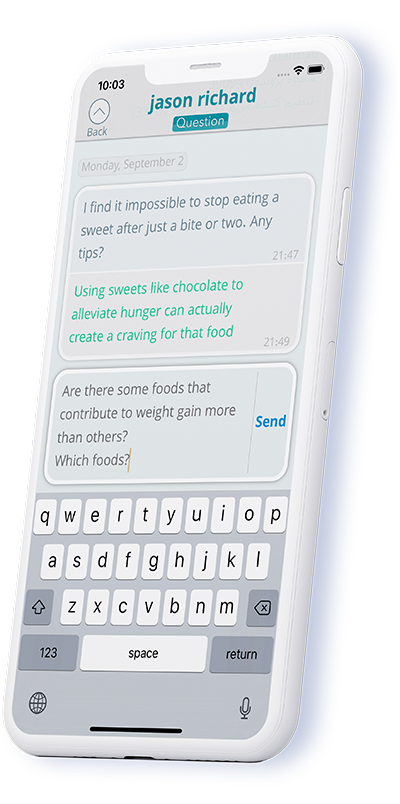 10:03
jason richard
Back
Question
Monday, September 2
I find it impossible to stop eating a
sweet after just a bite or two. Any
tips?
21:47
Using sweets like chocolate to
alleviate hunger can actually
create a craving for that food
21:49
Are there some foods that
contribute to weight gain more
than others?
Which foods?
Send
q w e r t y u i o p
a s d f g h j k l
z x c v b n m
123 space return